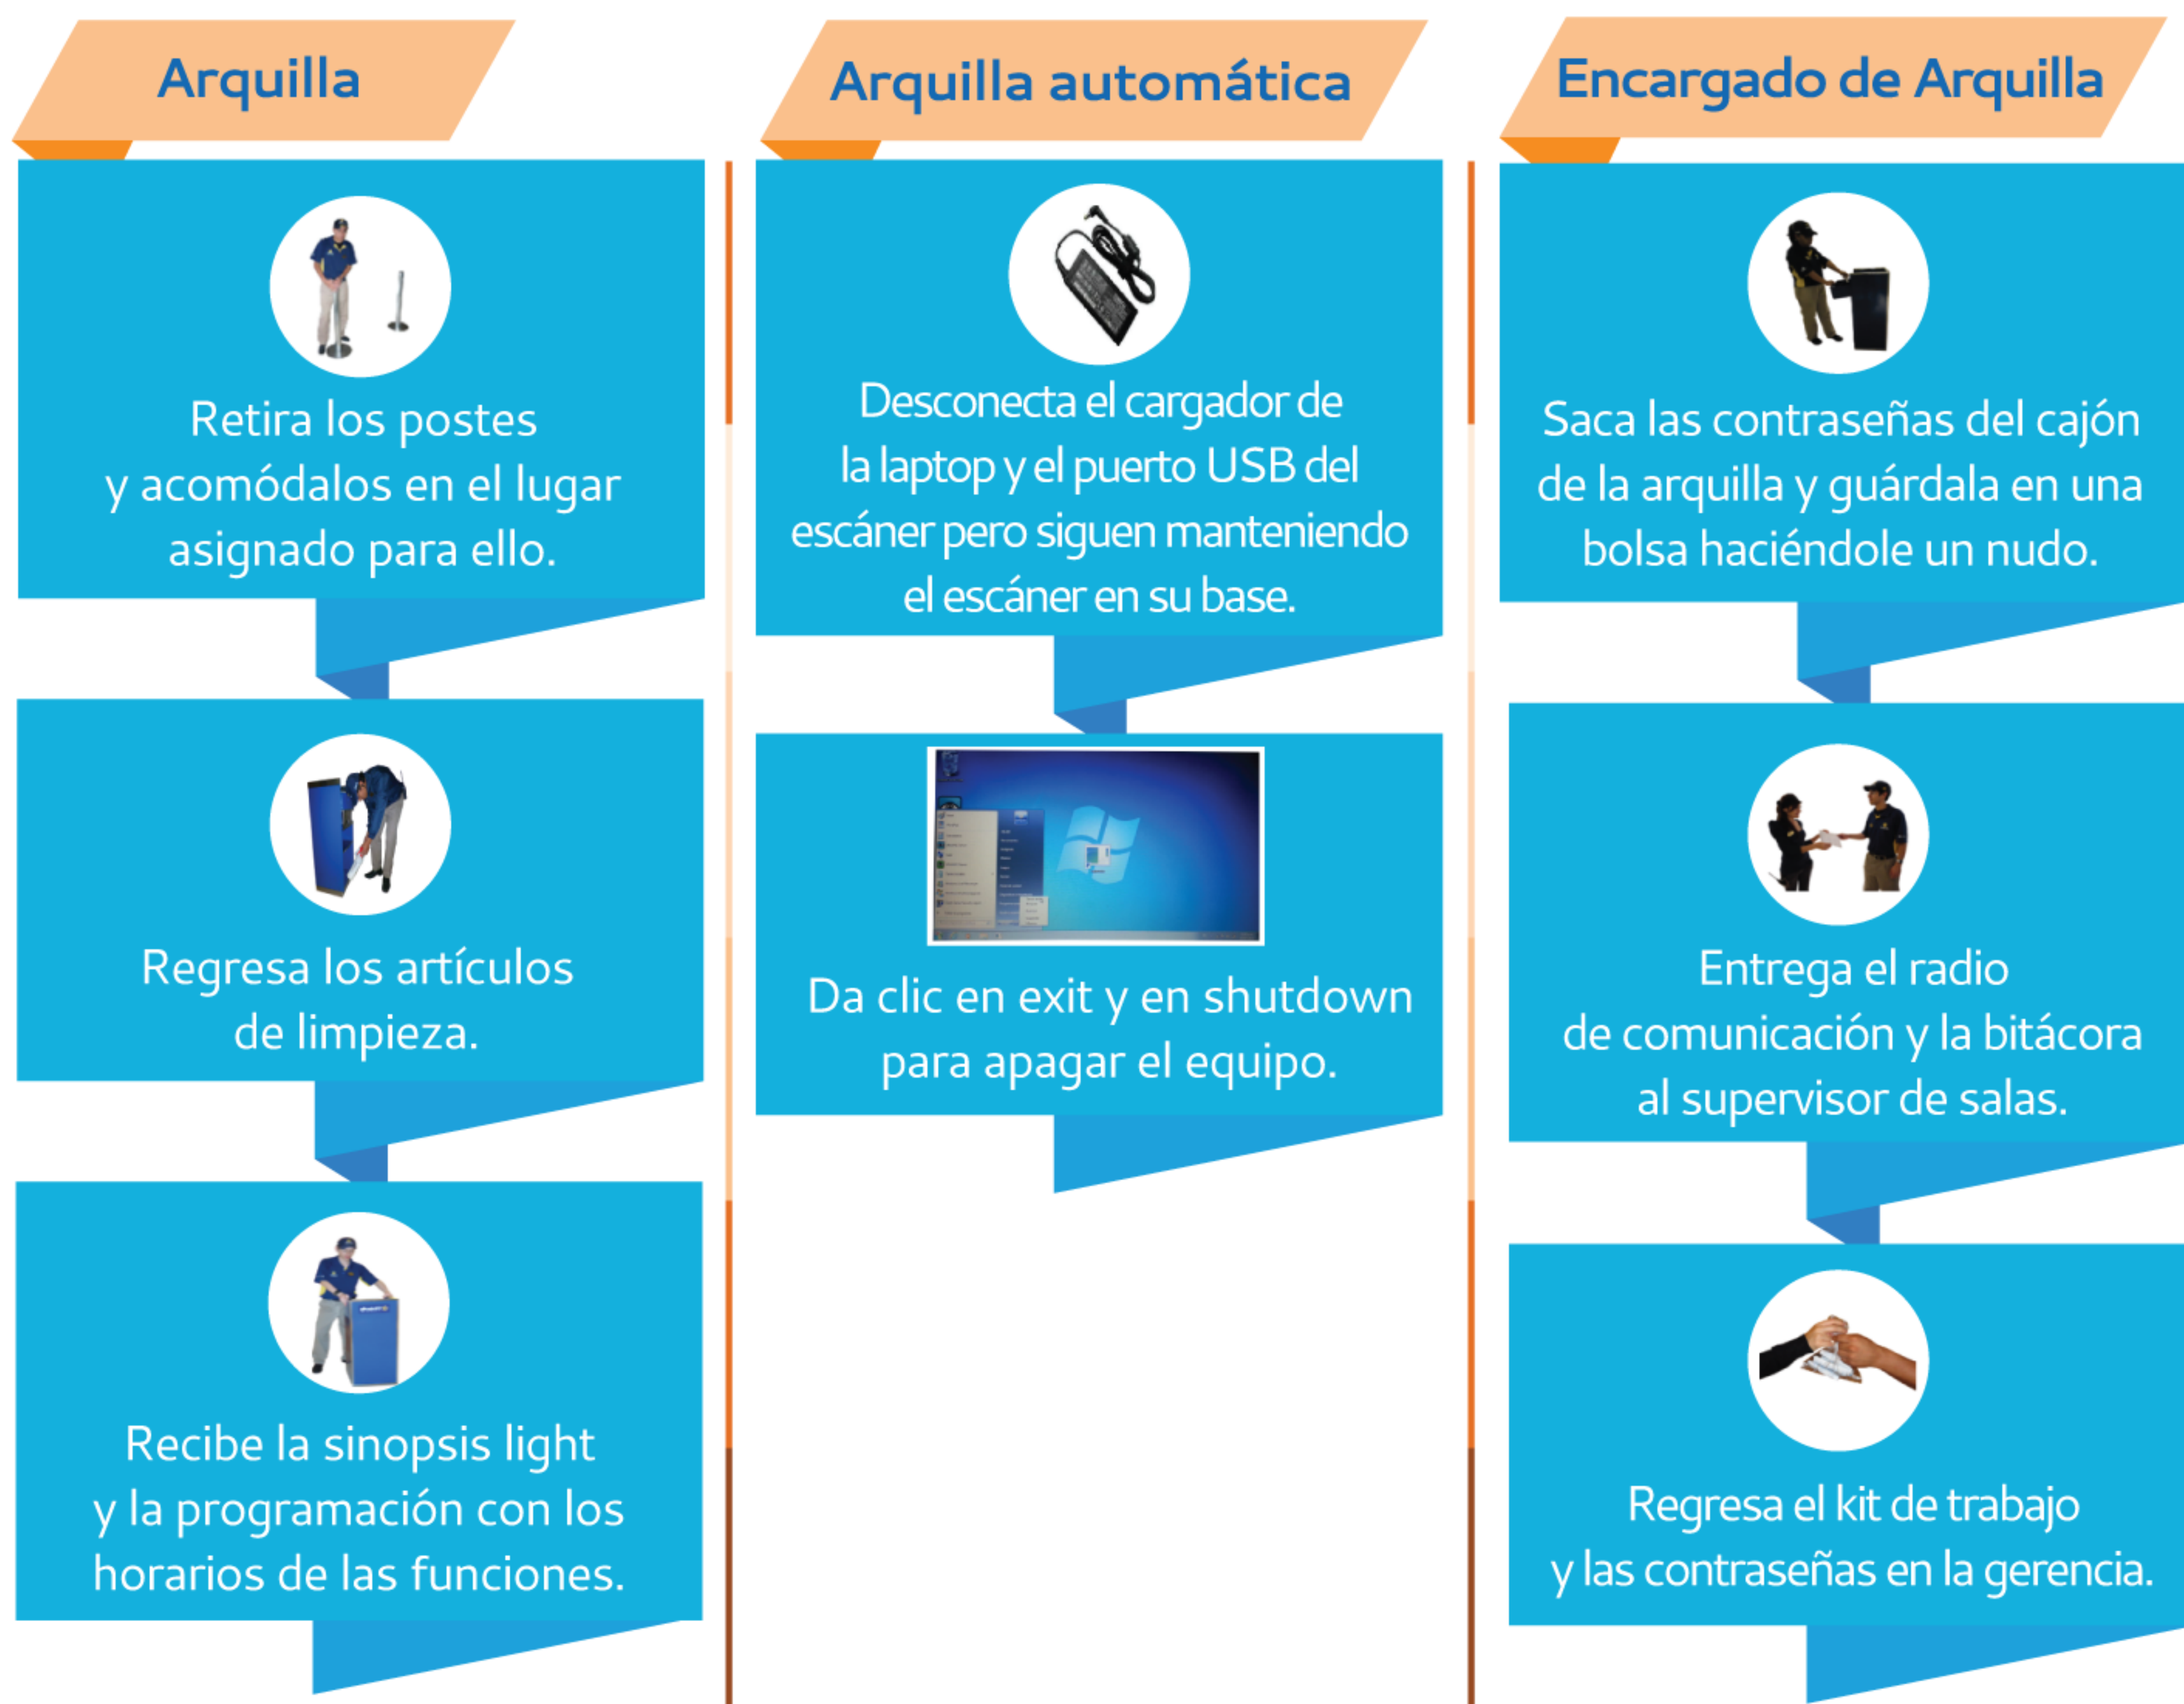 Arquilla
Retira los postes
y acomódalos en el lugar
asignado para ello.
Regresa los artículos
de limpieza.
Recibe la sinopsis light
y la programación con los
horarios de las funciones.
Arquilla automática
Desconecta el cargador de
la laptop y el puerto USB del
escáner pero siguen manteniendo
el escáner en su base.
Da clic en exit y en shutdown
para apagar el equipo.
Encargado de Arquilla
Saca las contraseñas del cajón
de la arquilla y guárdala en una
bolsa haciéndole un nudo.
Entrega el radio
de comunicación y la bitácora
al supervisor de salas.
Regresa el kit de trabajo
y las contraseñas en la gerencia.